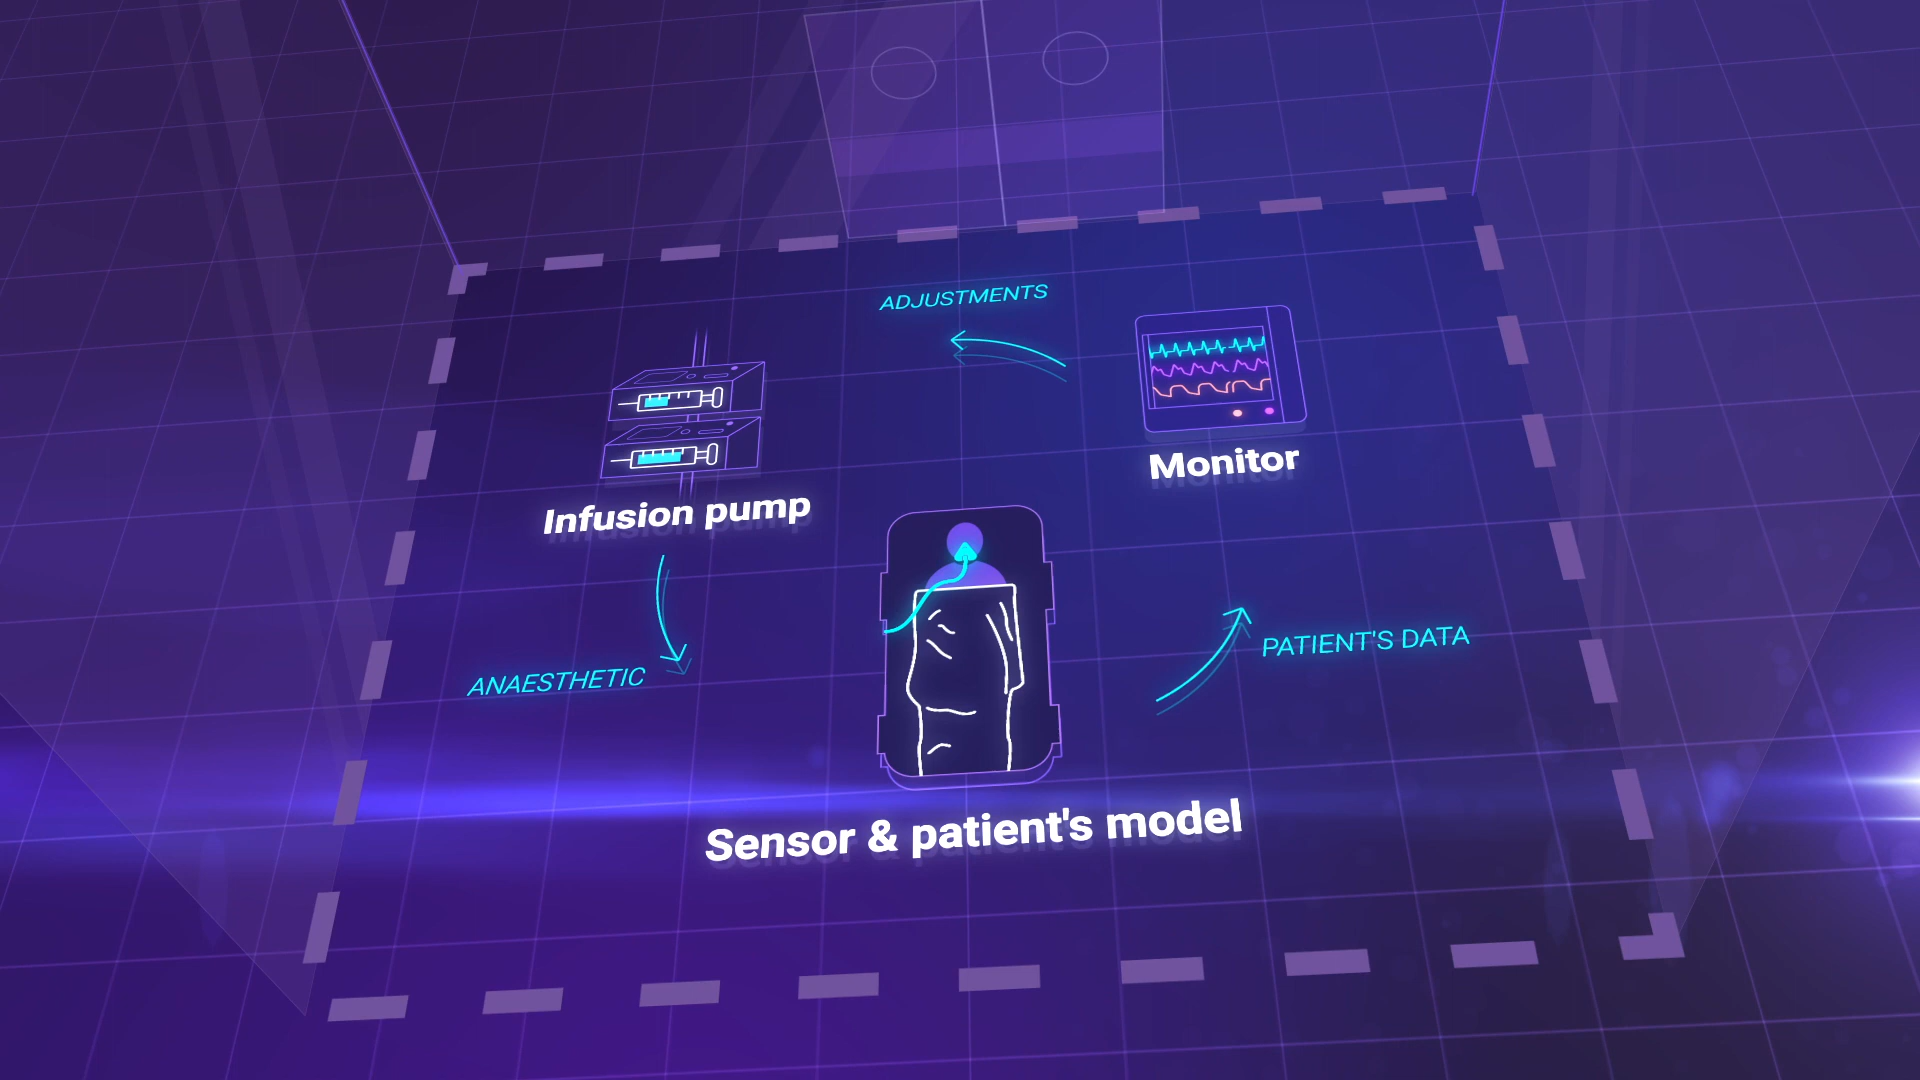 ADJUSTMENTS
Monitor
Infusion pump
PATIENT'S DATA
ANAESTHETIC
Sensor & patient's model